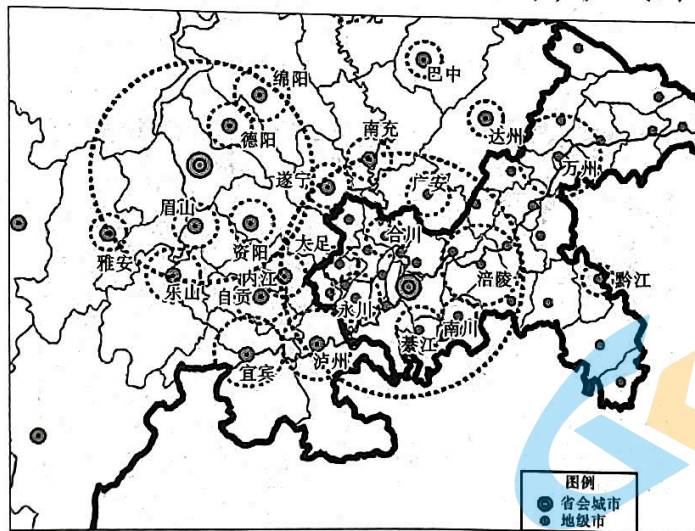 巴中
绵阳
德阳
南充
达州
万州
遂宁
广安
眉山
资阳
大足
合川
雅安
乐山
内江
自贡
涪陵
黔江
永川
綦江
南川
宜宾
泸州
图例
省会城市
地级市